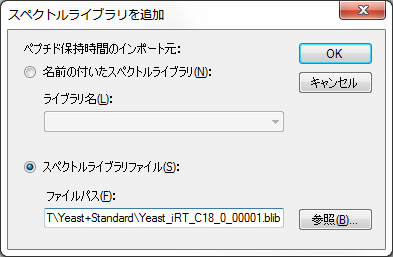 スペクトルライブラリを追加
ペプチド保持時間のインポート元:
名前の付いたスペクトルライブラリ(N):
ライブラリ名(L):
スペクトルライブラリファイル(S):
ファイルパス(F):
T\Yeast+Standard\Yeast_iRT_C18_0_00001.blib
参照(B)...
OK
キャンセル